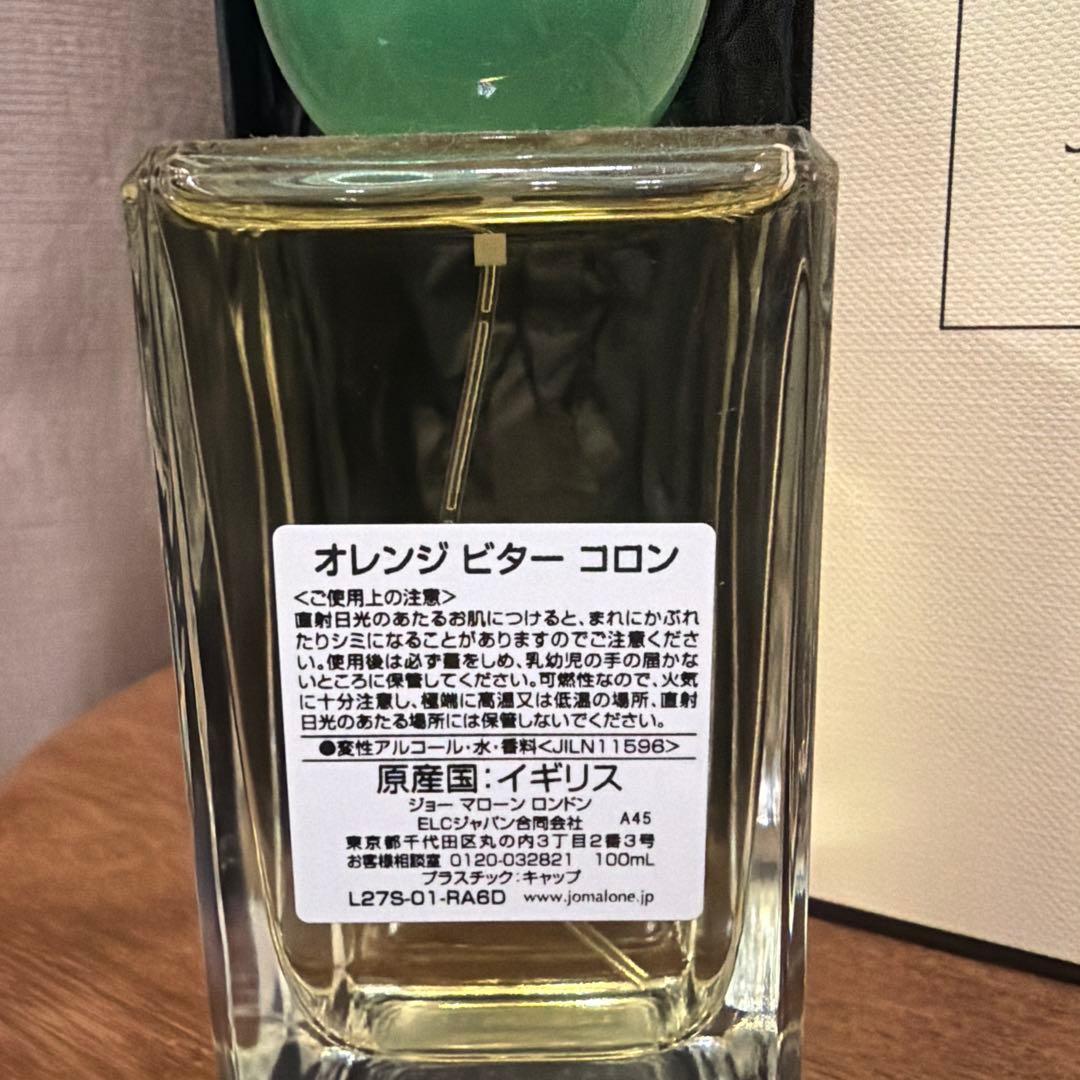 オレンジ ビター コロン
<ご使用上の注意>
直射日光のあたるお肌につけると、まれにかぶれ
たりシミになることがありますのでご注意くださ
い。使用後は必ず蓋をしめ、乳幼児の手の届かな
いところに保管してください。可燃性なので、火気
に十分注意し、極端に高温又は低温の場所、直射
日光のあたる場所には保管しないでください。
●変性アルコール・水・香料<JILN11596>
原産国:イギリス
ジョー マローン ロンドン
ELCジャパン合同会社 A45
東京都千代田区丸の内3丁目2番3号
お客様相談室 0120-032821 100mL
プラスチック:キャップ
L27S-01-RA6D www.jomalone.jp